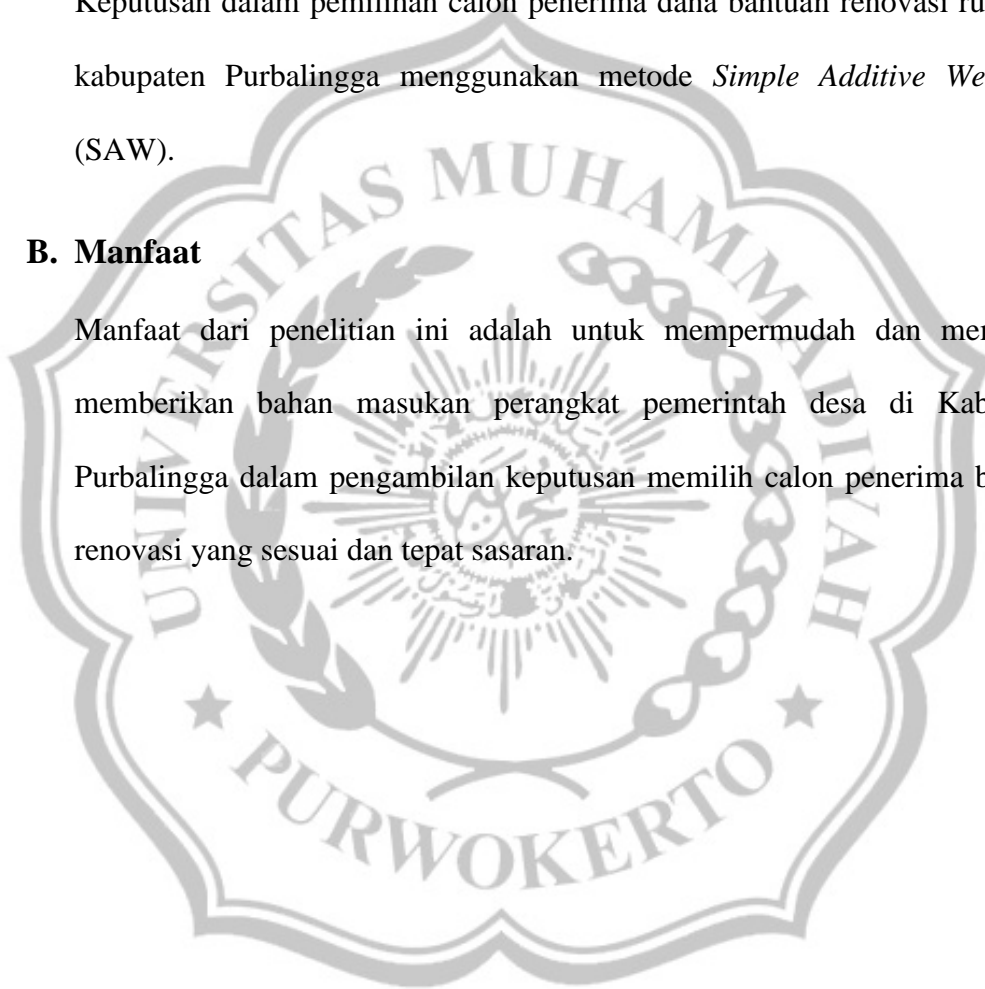 Keputusan dalam pemilihan calon penerima dana bantuan renovasi
kabupaten Purbalingga menggunakan metode Simple Additive
(SAW).
B. Manfaat
Manfaat dari penelitian ini adalah untuk mempermudah dan
memberikan bahan masukan perangkat pemerintah desa di
Purbalingga dalam pengambilan keputusan memilih calon penerima
renovasi yang sesuai dan tepat sasaran.
UNIVERSITAS MUHAMMADIYAH
PURWOKERTO